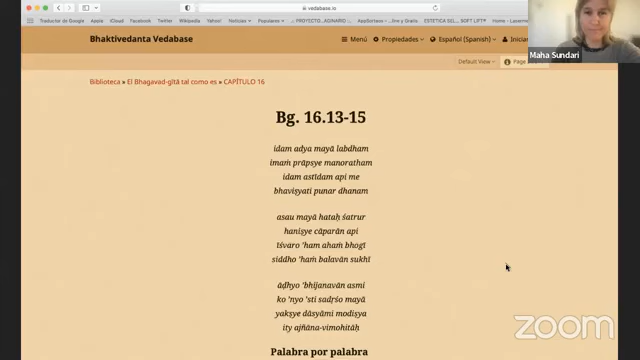 vedabase.io
Traductor de Google Apple iCloud Yahoo Noticias Populares
Bhaktivedanta Vedabase
Menú Propiedades Español (Spanish)
Maha Sundari
Default View
Biblioteca » El Bhagavad-gītā tal como es » CAPÍTULO 16
Bg. 16.13-15
idam adya mayā labdham
imaṁ prāpsye manoratham
idam astīdam api me
bhaviṣyati punar dhanam
asau mayā hataḥ śatrur
haniṣye cāparān api
īśvaro 'ham ahaṁ bhogī
siddho 'haṁ balavān sukhī
āḍhyo 'bhijanavān asmi
ko 'nyo 'sti sadṛśo mayā
yakṣye dāsyāmi modiṣya
ity ajñāna-vimohitāḥ
Palabra por palabra
zoom